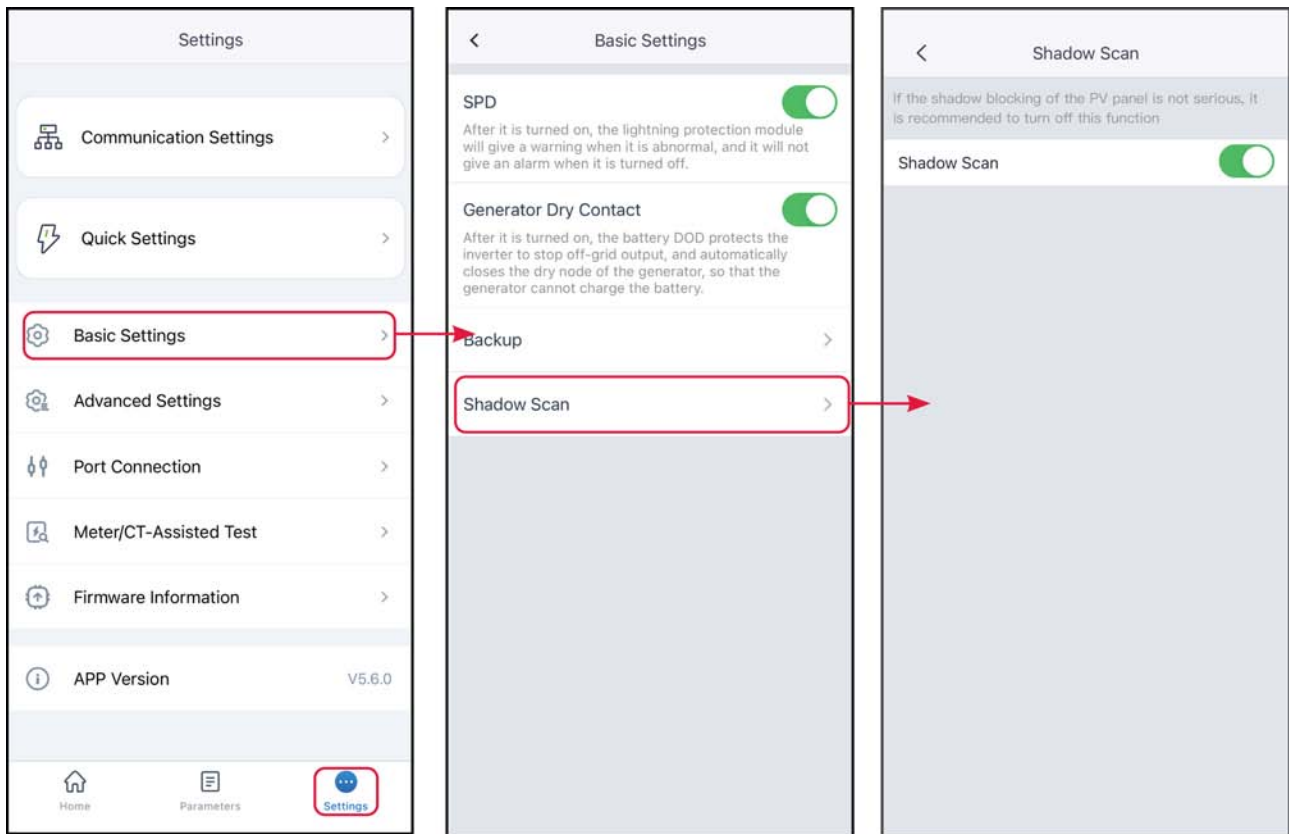 Settings
Communication Settings
Quick Settings
Basic Settings
Advanced Settings
Port Connection
Meter/CT-Assisted Test
Firmware Information
APP Version V5.6.0
Home Parameters Settings
Basic Settings
SPD
After it is turned on, the lightning protection module
will give a warning when it is abnormal, and it will not
give an alarm when it is turned off.
Generator Dry Contact
After it is turned on, the battery DOD protects the
inverter to stop off-grid output, and automatically
closes the dry node of the generator, so that the
generator cannot charge the battery.
Backup
Shadow Scan
Shadow Scan
If the shadow blocking of the PV panel is not serious, it
is recommended to turn off this function
Shadow Scan